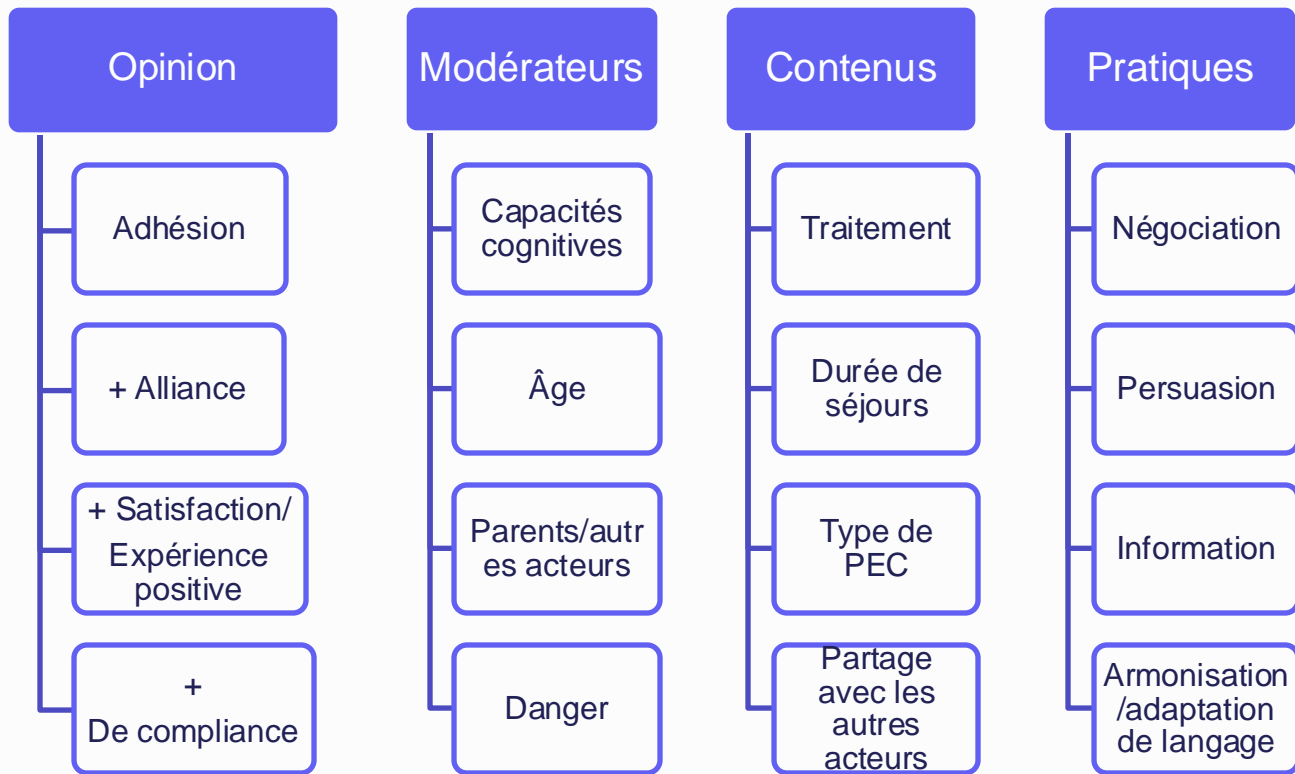 Opinion
Adhésion
+ Alliance
+ Satisfaction/
Expérience
positive
+
De compliance
Modérateurs
Capacités
cognitives
Âge
Parents/autr
es acteurs
Danger
Contenus
Traitement
Durée de
séjours
Type de
PEC
Partage
avec les
autres
acteurs
Pratiques
Négociation
Persuasion
Information
Armonisation
/adaptation
de langage